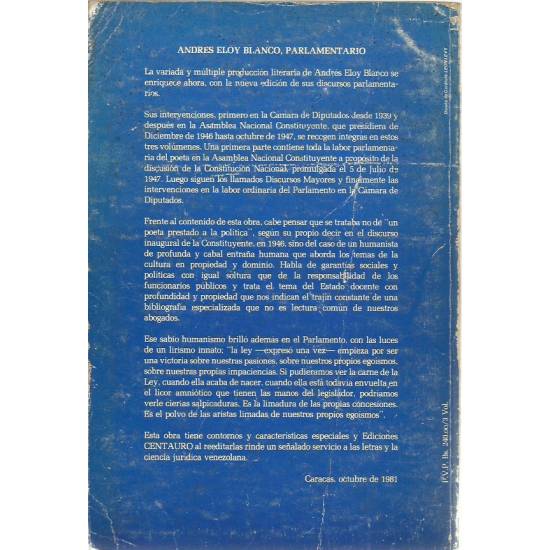 ANDRES ELOY BLANCO, PARLAMENTARIO
La variada y múltiple producción literaria de Andrés Eloy Blanco se
enriquece ahora, con la nueva edición de sus discursos parlamenta-
rios.
Sus intervenciones, primero en la Cámara de Diputados desde 1939 y
después en la Asamblea Nacional Constituyente, que presidiera de
Diciembre de 1946 hasta octubre de 1947, se recogen íntegras en estos
tres volúmenes. Una primera parte contiene toda la labor parlamenta-
ria del poeta en la Asamblea Nacional Constituyente a propósito de la
discusión de la Constitución Nacional, promulgada el 5 de julio de
1947. Luego siguen los llamados Discursos Mayores y finalmente las
intervenciones en la labor ordinaria del Parlamento en la Cámara de
Diputados.
Frente al contenido de esta obra, cabe pensar que se trataba no de "un
poeta prestado a la política", según su propio decir en el discurso
inaugural de la Constituyente, en 1946, sino del caso de un humanista
de profunda y cabal entraña humana que aborda los temas de la
cultura en propiedad y dominio. Habla de garantías sociales y
políticas con igual soltura que de la responsabilidad de los
funcionarios públicos y trata el tema del Estado docente con
profundidad y propiedad que nos indican el trajín constante de una
bibliografía especializada que no es lectura común de nuestros
abogados.
Ese sabio humanismo brilló además en el Parlamento, con las luces
de un lirismo innato; "la ley —expresó una vez— empieza por ser
una victoria sobre nuestras pasiones, sobre nuestros propios egoísmos,
sobre nuestras propias impaciencias. Si pudiéramos ver la carne de la
Ley, cuando ella acaba de nacer, cuando ella está todavía envuelta en
el licor amniótico que tienen las manos del legislador, podríamos
verle ciertas salpicaduras. Es la limadura de las propias concesiones.
Es el polvo de las aristas limadas de nuestros propios egoísmos".
Esta obra tiene contornos y características especiales y Ediciones
CENTAURO al reeditarlas rinde un señalado servicio a las letras y la
ciencia jurídica venezolana.
Caracas, octubre de 1981
P.V.P. Bs. 240,oo/3 Vol.